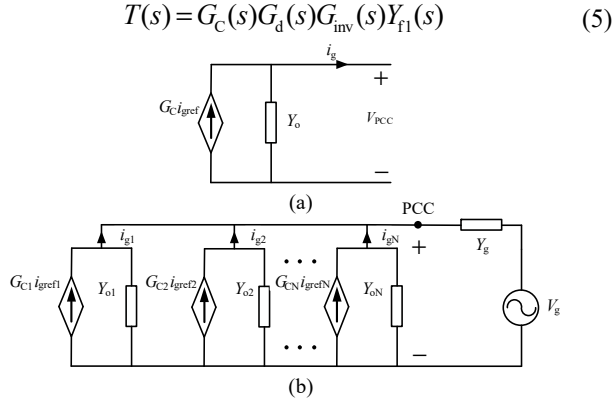 T(s)=G_C(s)G_d(s)G_inv(s)Y_f1(s) (5)
i_g
+
G_C i_gref
Y_o
V_PCC
−
(a)
PCC
i_g1 i_g2 i_gN
+
Y_g
G_C1 i_gref1 Y_o1 G_C2 i_gref2 Y_o2 • • • G_CN i_grefN Y_oN
V_g
• • •
−
(b)